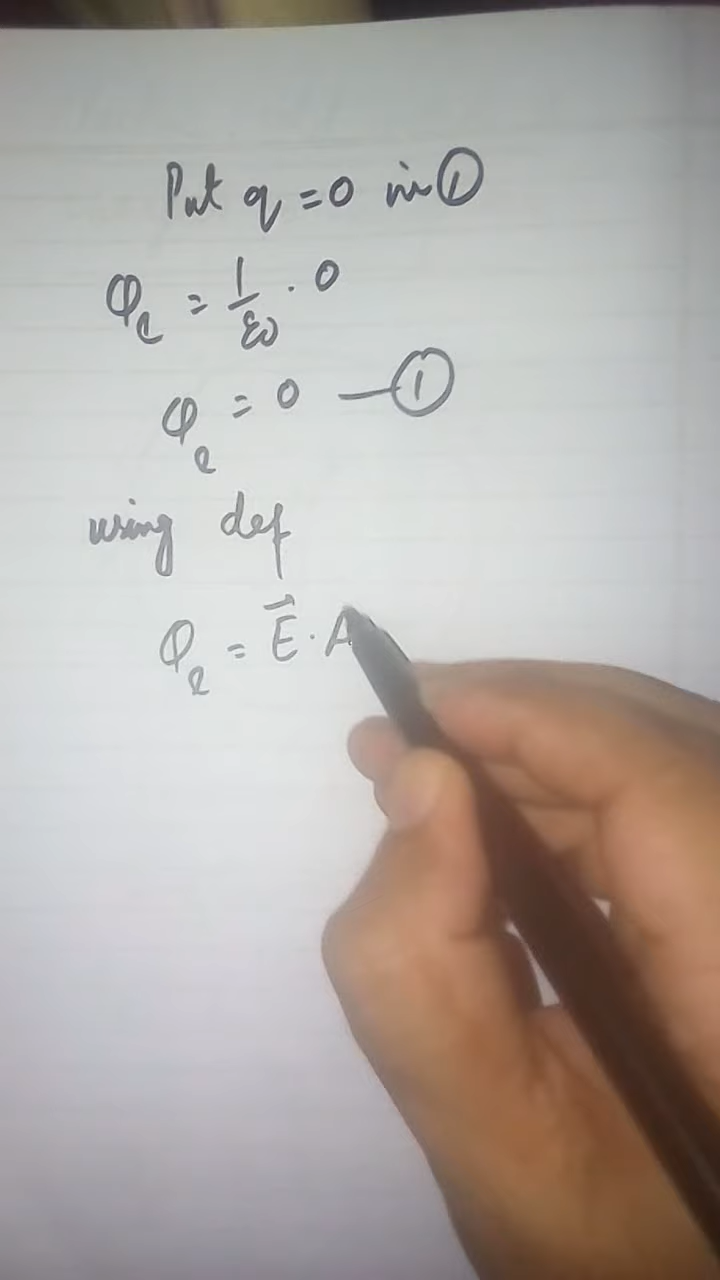 Put q = 0 in ①
φe = 1/ε0 . 0
φe = 0 —①
using def
φe = E⃗ . A